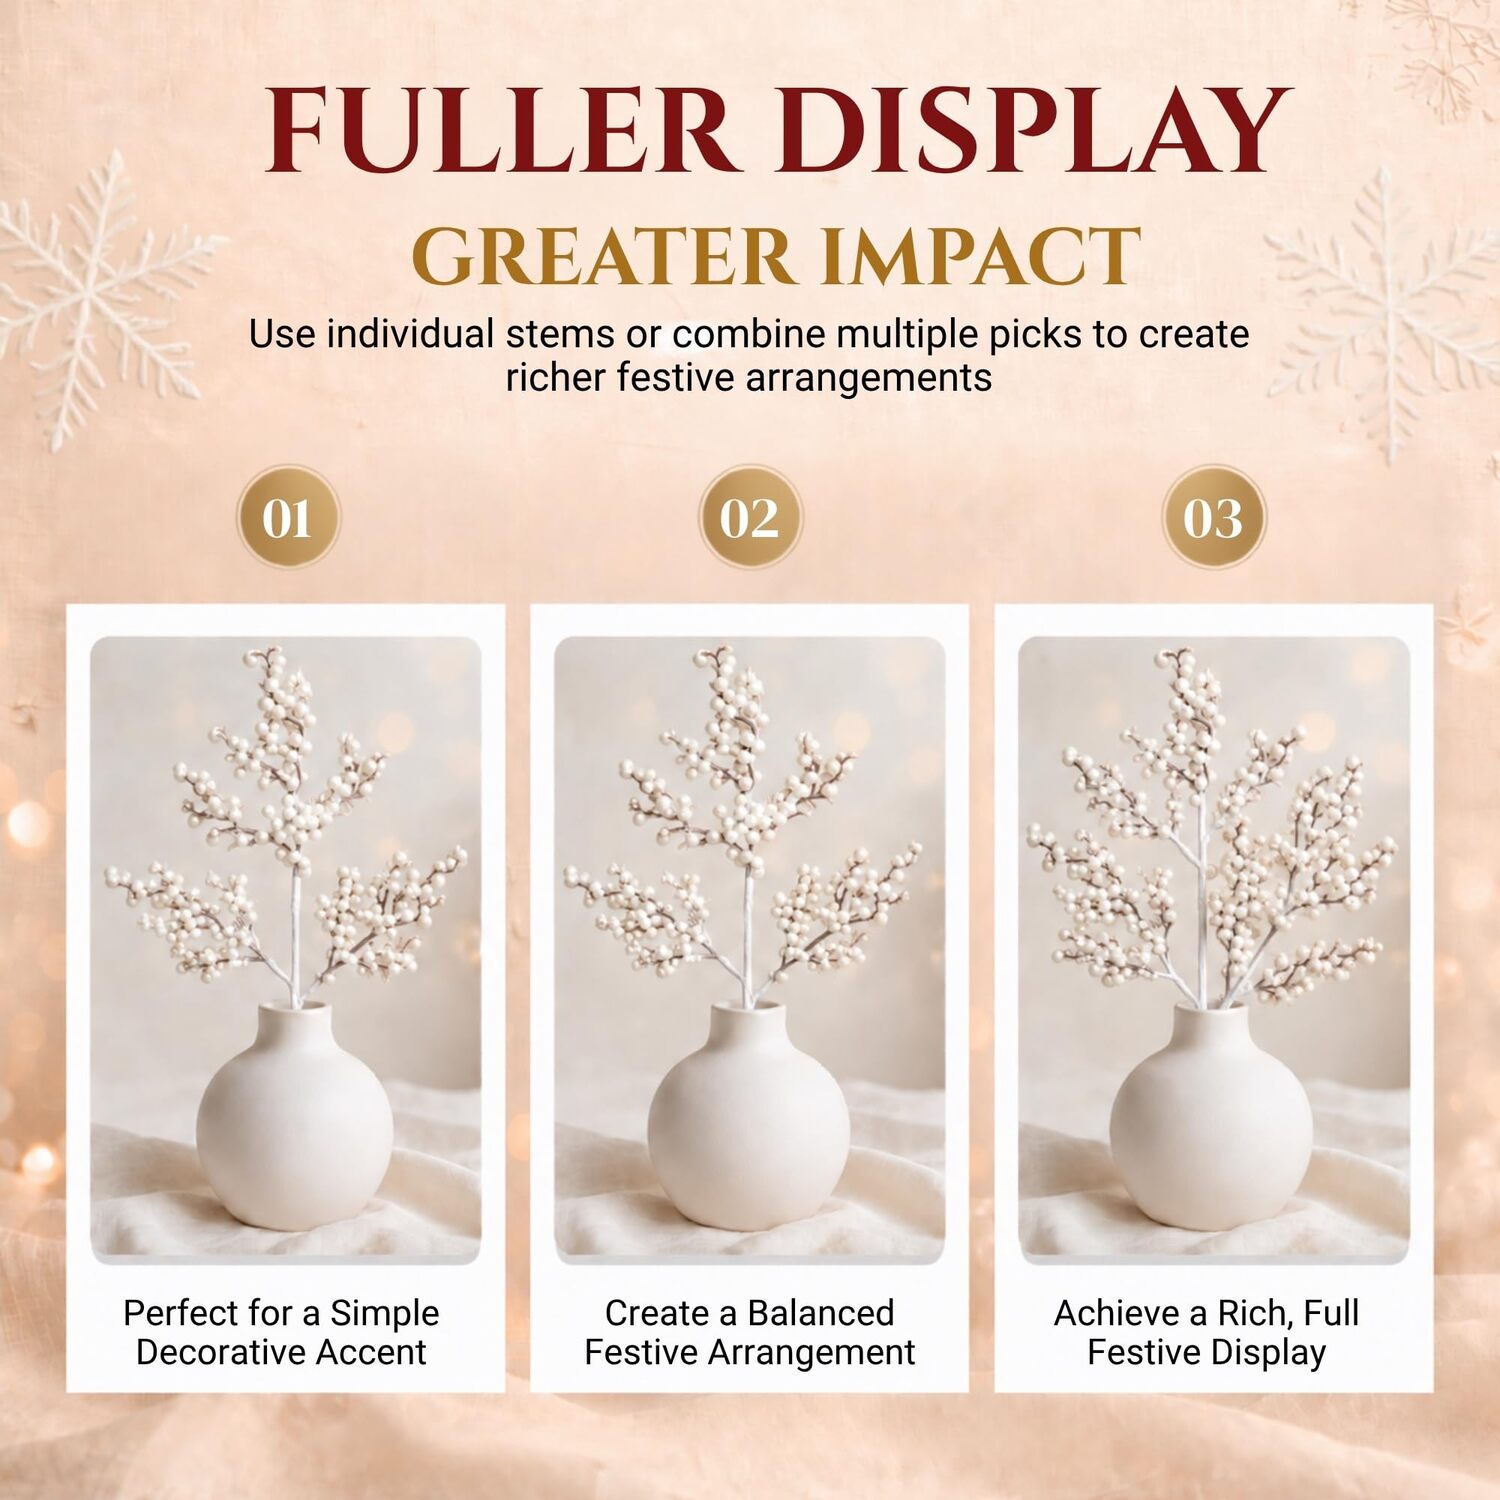 FULLER DISPLAY
GREATER IMPACT
Use individual stems or combine multiple picks to create
richer festive arrangements
01
02
03
Perfect for a Simple
Decorative Accent
Create a Balanced
Festive Arrangement
Achieve a Rich, Full
Festive Display